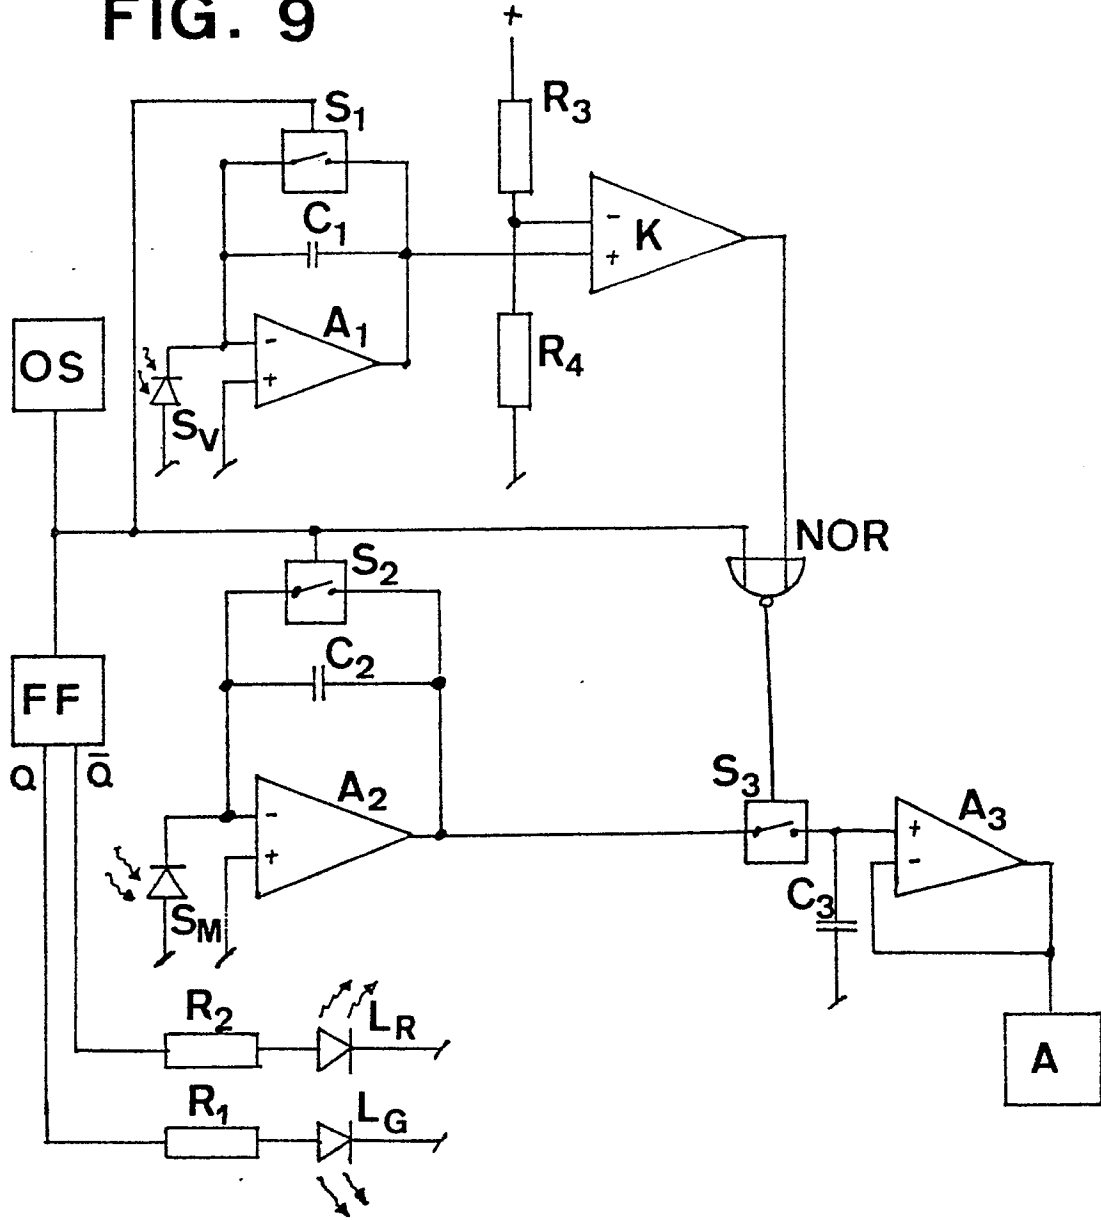 FIG. 9
+
S1
R3
C1
-
K
+
A1
-
+
OS
R4
SV
NOR
S2
C2
FF
Q
Q̄
A2
-
+
S3
A3
+
-
C3
SM
R2
LR
A
R1
LG